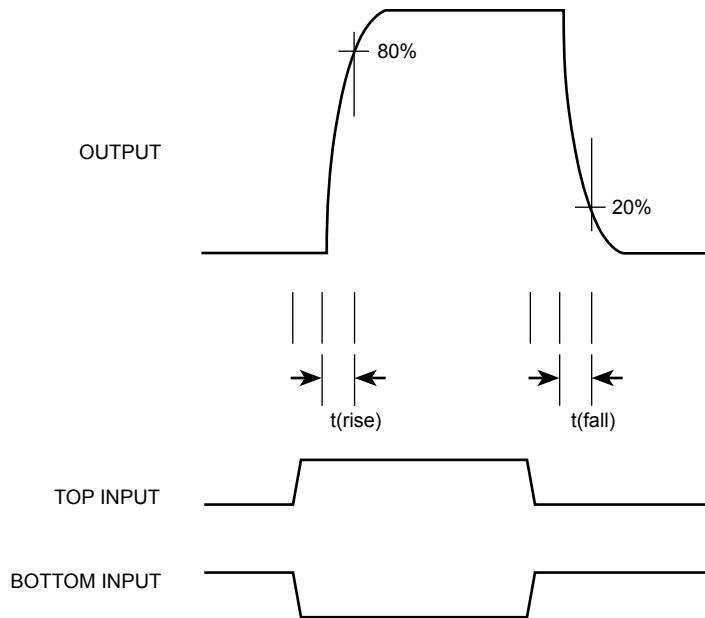 80%
OUTPUT
20%
t(rise)
t(fall)
TOP INPUT
BOTTOM INPUT